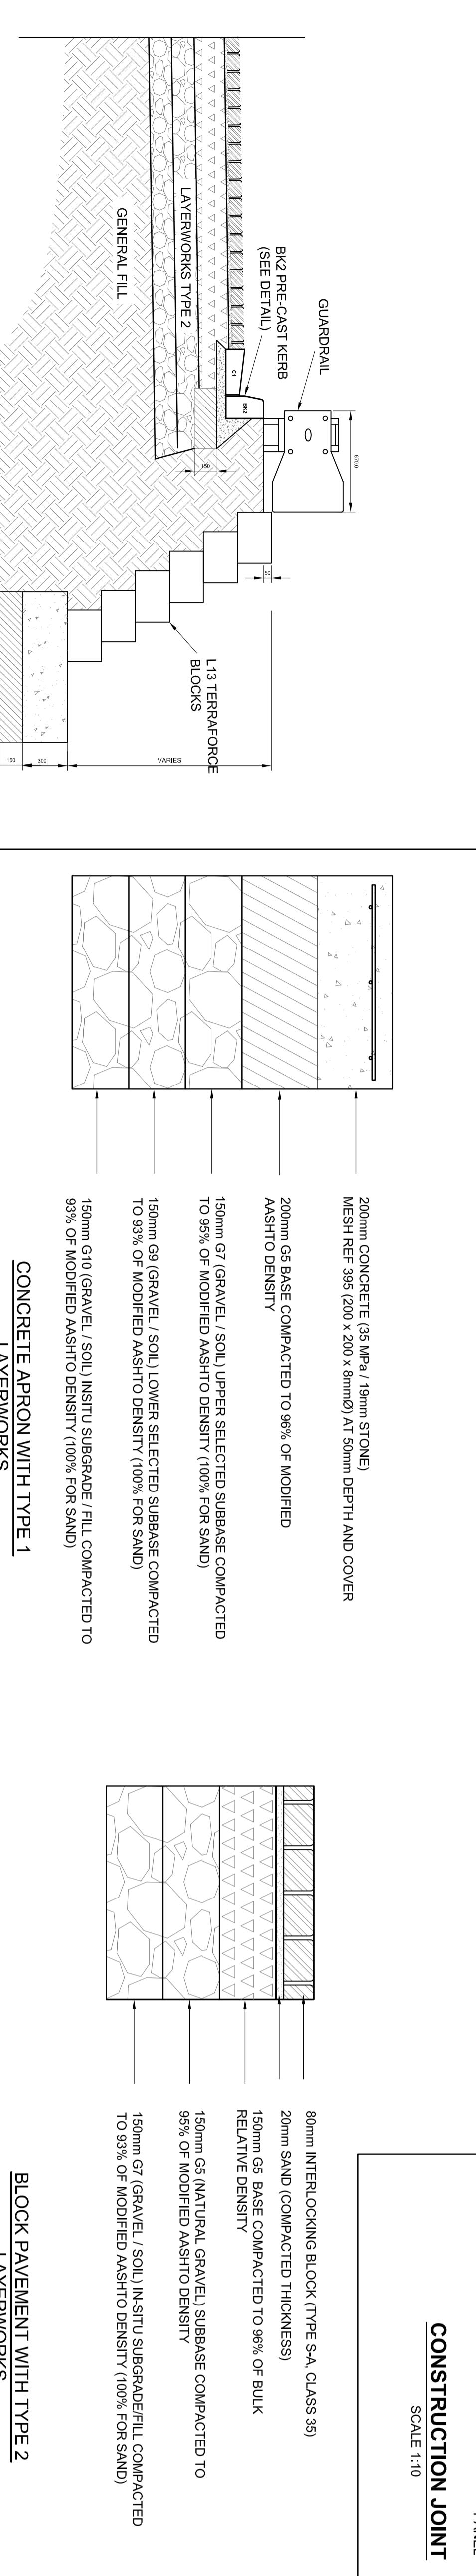 GUARDRAIL
670,0
BK2 PRE-CAST KERB
(SEE DETAIL)
C1
BK2
LAYERWORKS TYPE 2
GENERAL FILL
150
50
L13 TERRAFORCE
BLOCKS
VARIES
300
150
200mm CONCRETE (35 MPa / 19mm STONE)
MESH REF 395 (200 x 200 x 8mmØ) AT 50mm DEPTH AND COVER
200mm G5 BASE COMPACTED TO 96% OF MODIFIED
AASHTO DENSITY
150mm G7 (GRAVEL / SOIL) UPPER SELECTED SUBBASE COMPACTED
TO 95% OF MODIFIED AASHTO DENSITY (100% FOR SAND)
150mm G9 (GRAVEL / SOIL) LOWER SELECTED SUBBASE COMPACTED
TO 93% OF MODIFIED AASHTO DENSITY (100% FOR SAND)
150mm G10 (GRAVEL / SOIL) INSITU SUBGRADE / FILL COMPACTED TO
93% OF MODIFIED AASHTO DENSITY (100% FOR SAND)
CONCRETE APRON WITH TYPE 1
LAYERWORKS
PANEL
CONSTRUCTION JOINT
SCALE 1:10
80mm INTERLOCKING BLOCK (TYPE S-A, CLASS 35)
20mm SAND (COMPACTED THICKNESS)
150mm G5 BASE COMPACTED TO 96% OF BULK
RELATIVE DENSITY
150mm G5 (NATURAL GRAVEL) SUBBASE COMPACTED TO
95% OF MODIFIED AASHTO DENSITY
150mm G7 (GRAVEL / SOIL) IN-SITU SUBGRADE/FILL COMPACTED
TO 93% OF MODIFIED AASHTO DENSITY (100% FOR SAND)
BLOCK PAVEMENT WITH TYPE 2
LAYERWORKS